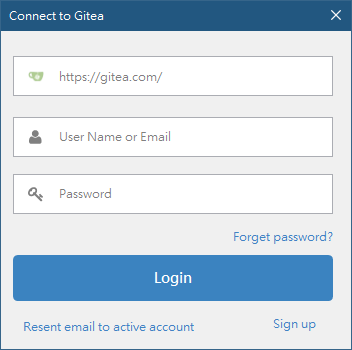 Connect to Gitea
https://gitea.com/
User Name or Email
Password
Forget password?
Login
Resent email to active account
Sign up